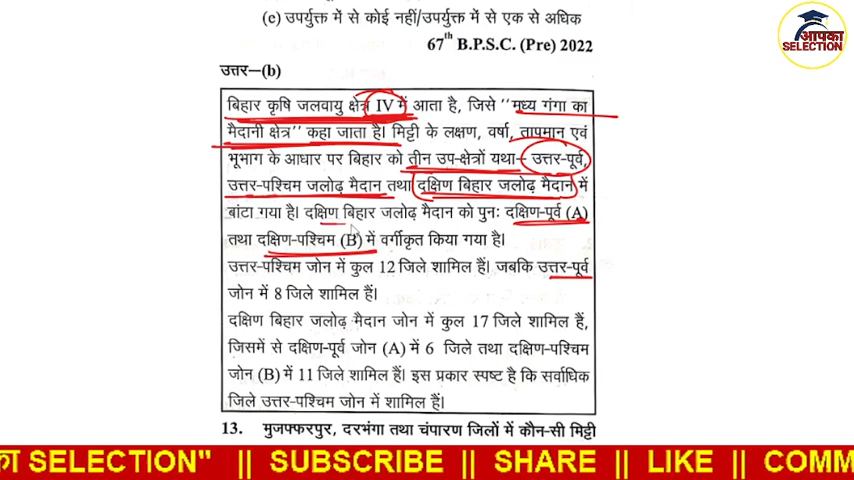 (e) उपर्युक्त में से कोई नहीं/उपर्युक्त में से एक से अधिक
67th B.P.S.C. (Pre) 2022
आपका
SELECTION
उत्तर—(b)
बिहार कृषि जलवायु क्षेत्र IV में आता है, जिसे ‘‘मध्य गंगा का
मैदानी क्षेत्र’’ कहा जाता है। मिट्टी के लक्षण, वर्षा, तापमान एवं
भूभाग के आधार पर बिहार को तीन उप-क्षेत्रों यथा- उत्तर-पूर्व,
उत्तर-पश्चिम जलोढ़ मैदान तथा दक्षिण बिहार जलोढ़ मैदान में
बांटा गया है। दक्षिण बिहार जलोढ़ मैदान को पुनः दक्षिण-पूर्व (A)
तथा दक्षिण-पश्चिम (B) में वर्गीकृत किया गया है।
उत्तर-पश्चिम जोन में कुल 12 जिले शामिल हैं। जबकि उत्तर-पूर्व
जोन में 8 जिले शामिल हैं।
दक्षिण बिहार जलोढ़ मैदान जोन में कुल 17 जिले शामिल हैं,
जिसमें से दक्षिण-पूर्व जोन (A) में 6 जिले तथा दक्षिण-पश्चिम
जोन (B) में 11 जिले शामिल हैं। इस प्रकार स्पष्ट है कि सर्वाधिक
जिले उत्तर-पश्चिम जोन में शामिल हैं।
13. मुजफ्फरपुर, दरभंगा तथा चंपारण जिलों में कौन-सी मिट्टी
का SELECTION" || SUBSCRIBE || SHARE || LIKE || COMM